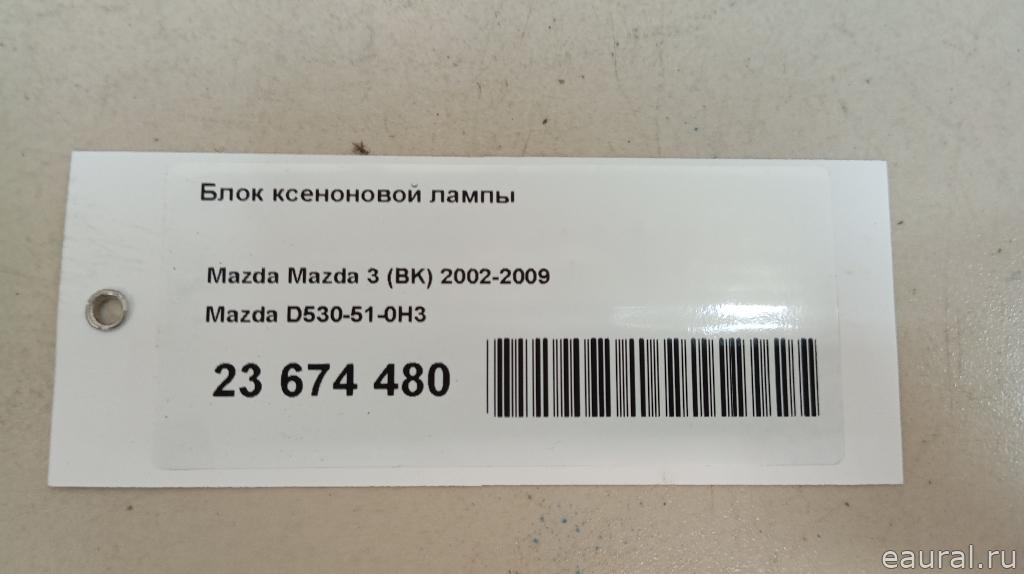 Блок ксеноновой лампы
Mazda Mazda 3 (BK) 2002-2009
Mazda D530-51-0H3
23 674 480
eaural.ru